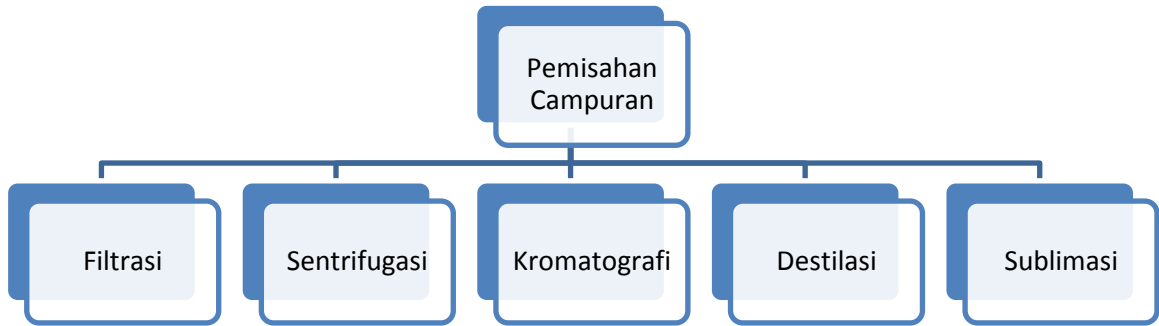 Pemisahan
Campuran
Filtrasi
Sentrifugasi
Kromatografi
Destilasi
Sublimasi